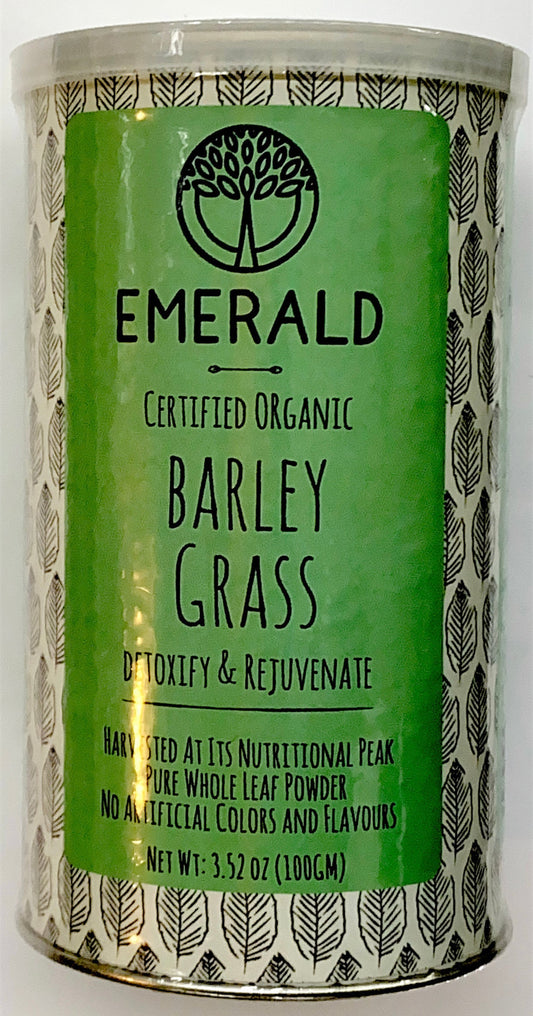 EMERALD
CERTIFIED ORGANIC
BARLEY
GRASS
DETOXIFY & REJUVENATE
HARVESTED AT ITS NUTRITIONAL PEAK
PURE WHOLE LEAF POWDER
NO ARTIFICIAL COLORS AND FLAVOURS
NET WT: 3.52 OZ (100GM)